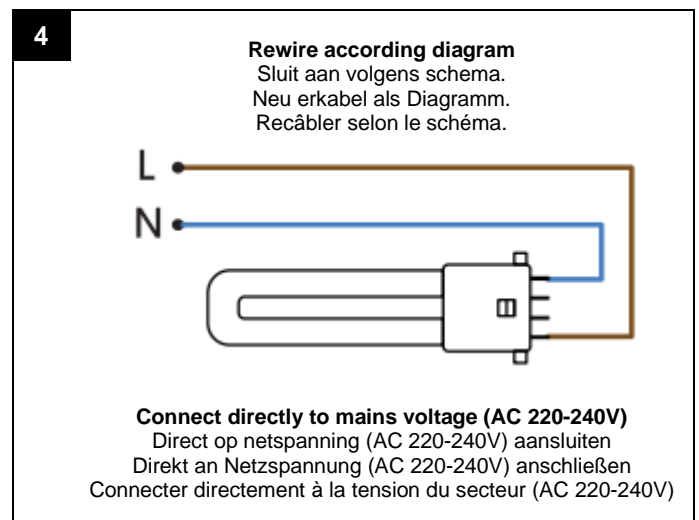 4
Rewire according diagram
Sluit aan volgens schema.
Neu erkabel als Diagramm.
Recâbler selon le schéma.
L
N
Connect directly to mains voltage (AC 220-240V)
Direct op netspanning (AC 220-240V) aansluiten
Direkt an Netzspannung (AC 220-240V) anschließen
Connecter directement à la tension du secteur (AC 220-240V)